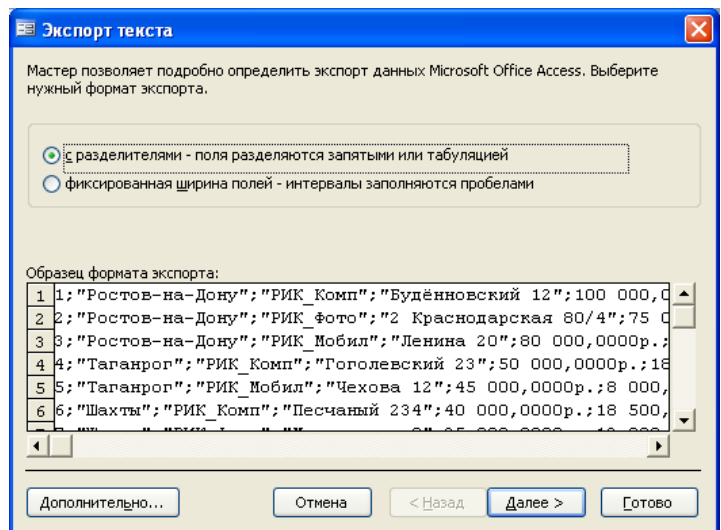 Экспорт текста
Мастер позволяет подробно определить экспорт данных Microsoft Office Access. Выберите
нужный формат экспорта.
с разделителями - поля разделяются запятыми или табуляцией
фиксированная ширина полей - интервалы заполняются пробелами
Образец формата экспорта:
1 1;"Ростов-на-Дону";"РИК_Комп";"Будённовский 12";100 000,0
2 2;"Ростов-на-Дону";"РИК_Фото";"2 Краснодарская 80/4";75 0
3 3;"Ростов-на-Дону";"РИК_Мобил";"Ленина 20";80 000,0000р.;
4 4;"Таганрог";"РИК_Комп";"Гоголевский 23";50 000,0000р.;18
5 5;"Таганрог";"РИК_Мобил";"Чехова 12";45 000,0000р.;8 000,
6 6;"Шахты";"РИК_Комп";"Песчаный 234";40 000,0000р.;18 500,
Дополнительно... Отмена < Назад Далее > Готово